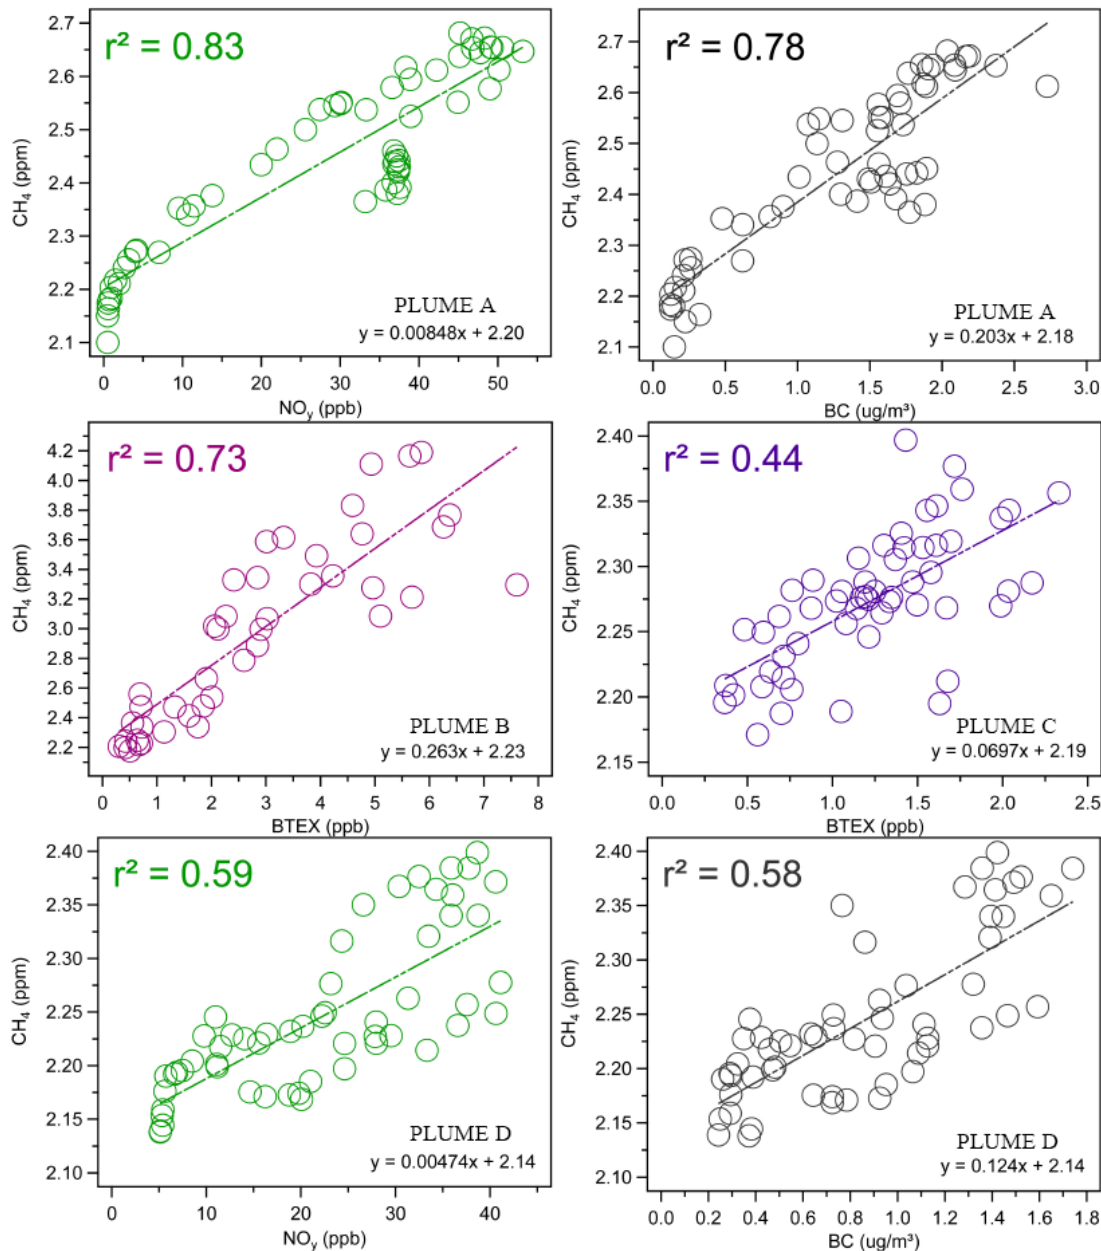 r² = 0.83
2.7
2.6
2.5
2.4
2.3
2.2
2.1
CH₄ (ppm)
PLUME A
y = 0.00848x + 2.20
0 10 20 30 40 50
NOᵧ (ppb)
r² = 0.78
2.7
2.6
2.5
2.4
2.3
2.2
2.1
CH₄ (ppm)
PLUME A
y = 0.203x + 2.18
0.0 0.5 1.0 1.5 2.0 2.5 3.0
BC (ug/m³)
r² = 0.73
4.2
4.0
3.8
3.6
3.4
3.2
3.0
2.8
2.6
2.4
2.2
CH₄ (ppm)
PLUME B
y = 0.263x + 2.23
0 1 2 3 4 5 6 7 8
BTEX (ppb)
r² = 0.44
2.40
2.35
2.30
2.25
2.20
2.15
CH₄ (ppm)
PLUME C
y = 0.0697x + 2.19
0.0 0.5 1.0 1.5 2.0 2.5
BTEX (ppb)
r² = 0.59
2.40
2.35
2.30
2.25
2.20
2.15
2.10
CH₄ (ppm)
PLUME D
y = 0.00474x + 2.14
0 10 20 30 40
NOᵧ (ppb)
r² = 0.58
2.40
2.35
2.30
2.25
2.20
2.15
2.10
CH₄ (ppm)
PLUME D
y = 0.124x + 2.14
0.0 0.2 0.4 0.6 0.8 1.0 1.2 1.4 1.6 1.8
BC (ug/m³)